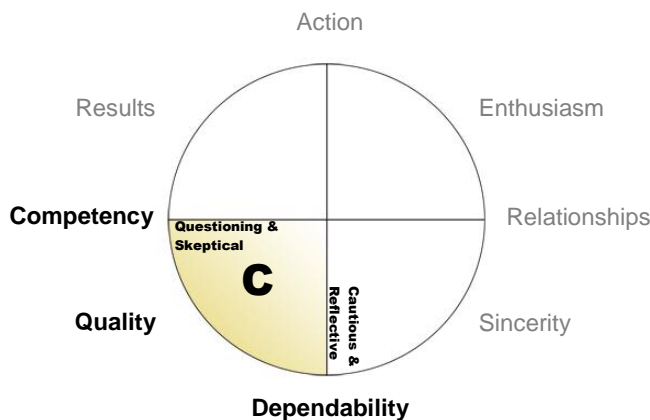 Action
Results
Enthusiasm
Competency
Relationships
Questioning &
Skeptical
C
Cautious &
Reflective
Quality
Sincerity
Dependability